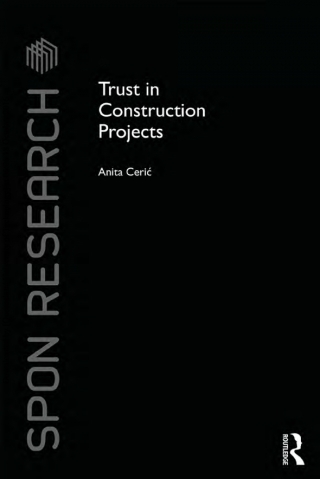 SPON RESEARCH
Trust in
Construction
Projects
Anita Cerić
ROUTLEDGE